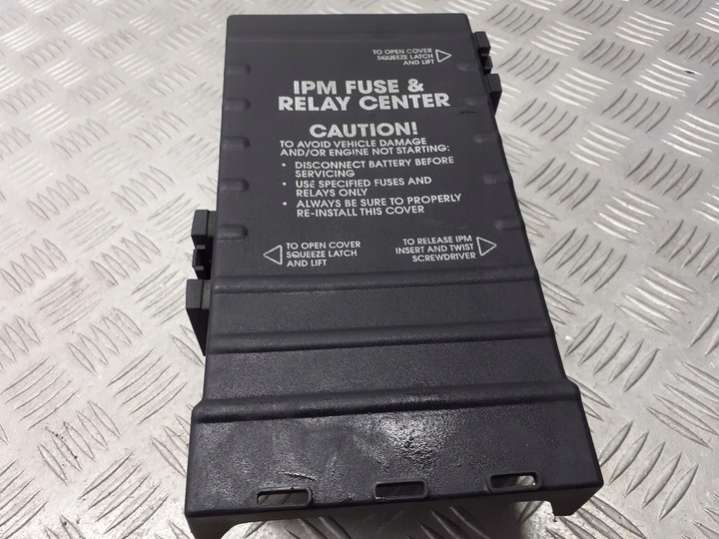 TO OPEN COVER
SQUEEZE LATCH
AND LIFT
IPM FUSE &
RELAY CENTER
CAUTION!
TO AVOID VEHICLE DAMAGE
AND/OR ENGINE NOT STARTING:
• DISCONNECT BATTERY BEFORE
SERVICING
• USE SPECIFIED FUSES AND
RELAYS ONLY
• ALWAYS BE SURE TO PROPERLY
RE-INSTALL THIS COVER
TO OPEN COVER
SQUEEZE LATCH
AND LIFT
TO RELEASE IPM
INSERT AND TWIST
SCREWDRIVER